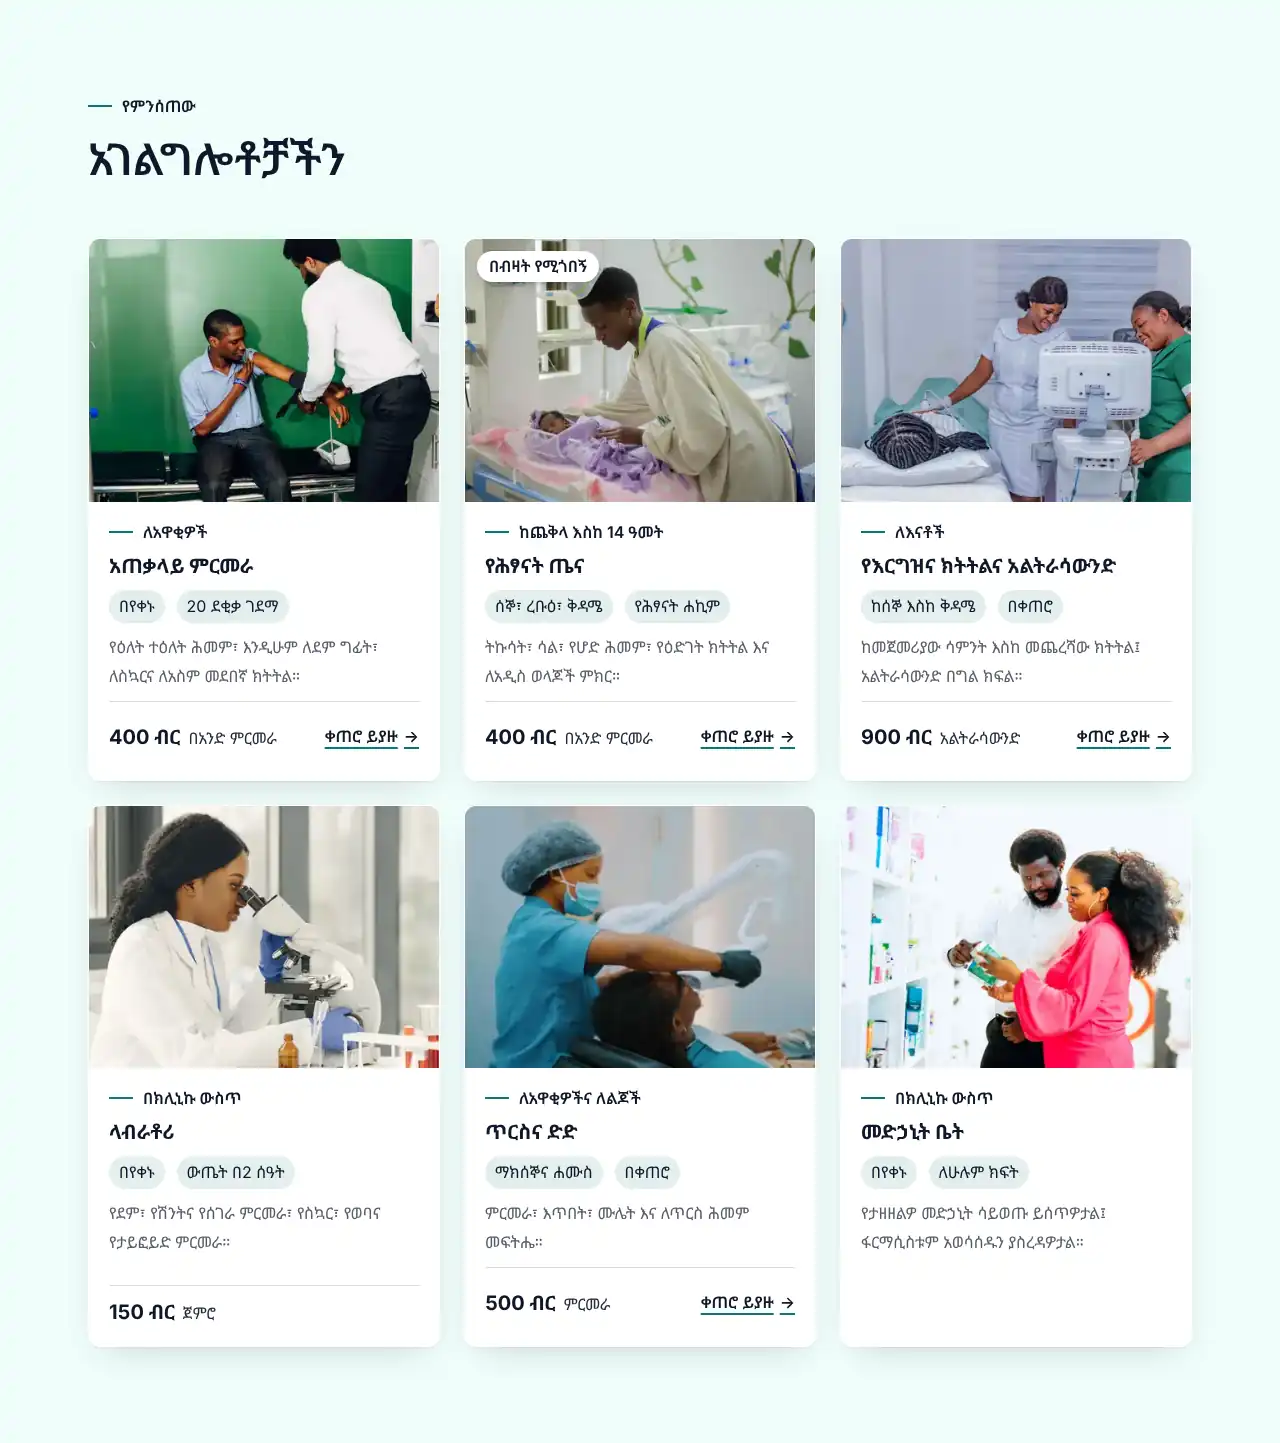 የምንሰጠው
አገልግሎቶቻችን
ለአዋቂዎች
አጠቃላይ ምርመራ
በየቀኑ
20 ደቂቃ ገደማ
የዕለት ተዕለት ሕመም፣ እንዲሁም ለደም ግፊት፣
ለስኳርና ለአስም መደበኛ ክትትል።
400 ብር በአንድ ምርመራ
ቀጠሮ ይያዙ →
በብዛት የሚጎበኝ
ከጨቅላ እስከ 14 ዓመት
የሕፃናት ጤና
ሰኞ፣ ረቡዕ፣ ቅዳሜ
የሕፃናት ሐኪም
ትኩሳት፣ ሳል፣ የሆድ ሕመም፣ የዕድገት ክትትል እና
ለአዲስ ወላጆች ምክር።
400 ብር በአንድ ምርመራ
ቀጠሮ ይያዙ →
ለእናቶች
የእርግዝና ክትትልና አልትራሳውንድ
ከሰኞ እስከ ቅዳሜ
በቀጠሮ
ከመጀመሪያው ሳምንት እስከ መጨረሻው ክትትል፤
አልትራሳውንድ በግል ክፍል።
900 ብር አልትራሳውንድ
ቀጠሮ ይያዙ →
በክሊኒኩ ውስጥ
ላብራቶሪ
በየቀኑ
ውጤት በ2 ሰዓት
የደም፣ የሽንትና የሰገራ ምርመራ፣ የስኳር፣ የወባና
የታይፎይድ ምርመራ።
150 ብር ጀምሮ
ለአዋቂዎችና ለልጆች
ጥርስና ድድ
ማክሰኞና ሐሙስ
በቀጠሮ
ምርመራ፣ እጥበት፣ ሙሌት እና ለጥርስ ሕመም
መፍትሔ።
500 ብር ምርመራ
ቀጠሮ ይያዙ →
በክሊኒኩ ውስጥ
መድኃኒት ቤት
በየቀኑ
ለሁሉም ክፍት
የታዘዘልዎ መድኃኒት ሳይወጡ ይሰጥዎታል፤
ፋርማሲስቱም አወሳሰዱን ያስረዳዎታል።